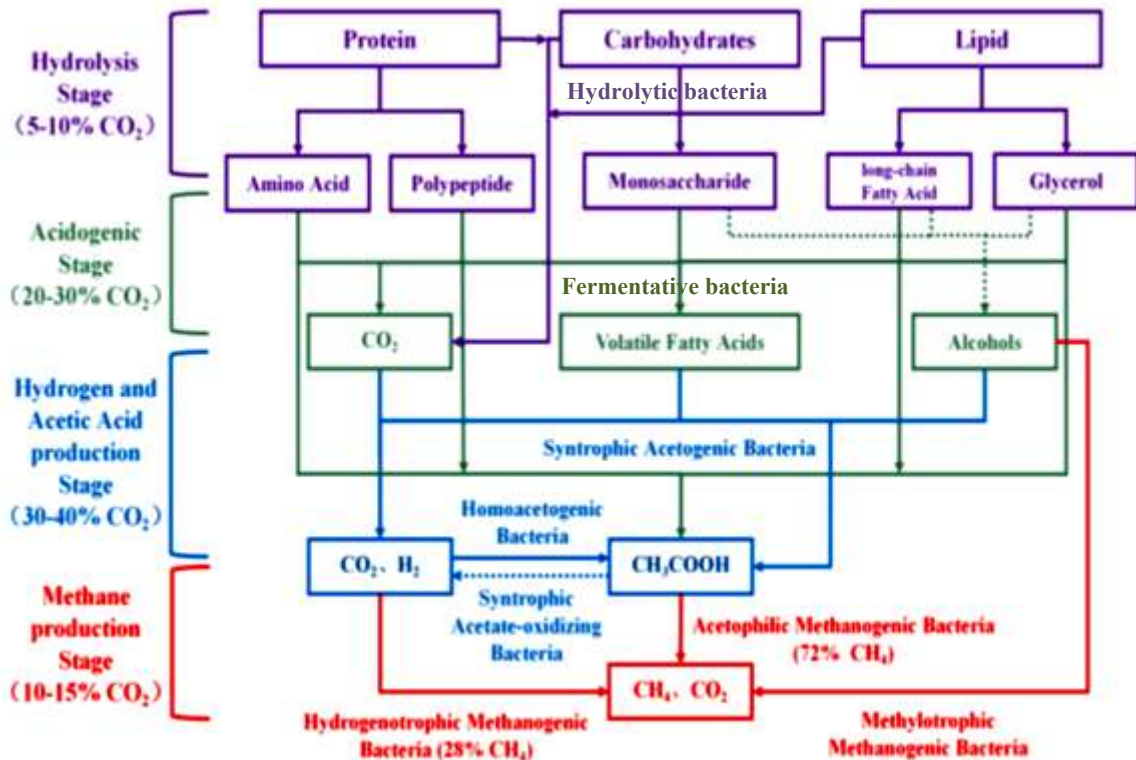 Protein
Carbohydrates
Lipid
Hydrolysis
Stage
（5-10% CO₂）
Hydrolytic bacteria
Amino Acid
Polypeptide
Monosaccharide
long-chain
Fatty Acid
Glycerol
Acidogenic
Stage
（20-30% CO₂）
Fermentative bacteria
CO₂
Volatile Fatty Acids
Alcohols
Hydrogen and
Acetic Acid
production
Stage
（30-40% CO₂）
Syntrophic Acetogenic Bacteria
Homoacetogenic
Bacteria
CO₂、H₂
CH₃COOH
Syntrophic
Acetate-oxidizing
Bacteria
Methane
production
Stage
（10-15% CO₂）
Acetophilic Methanogenic Bacteria
(72% CH₄)
CH₄、CO₂
Hydrogenotrophic Methanogenic
Bacteria (28% CH₄)
Methylotrophic
Methanogenic Bacteria